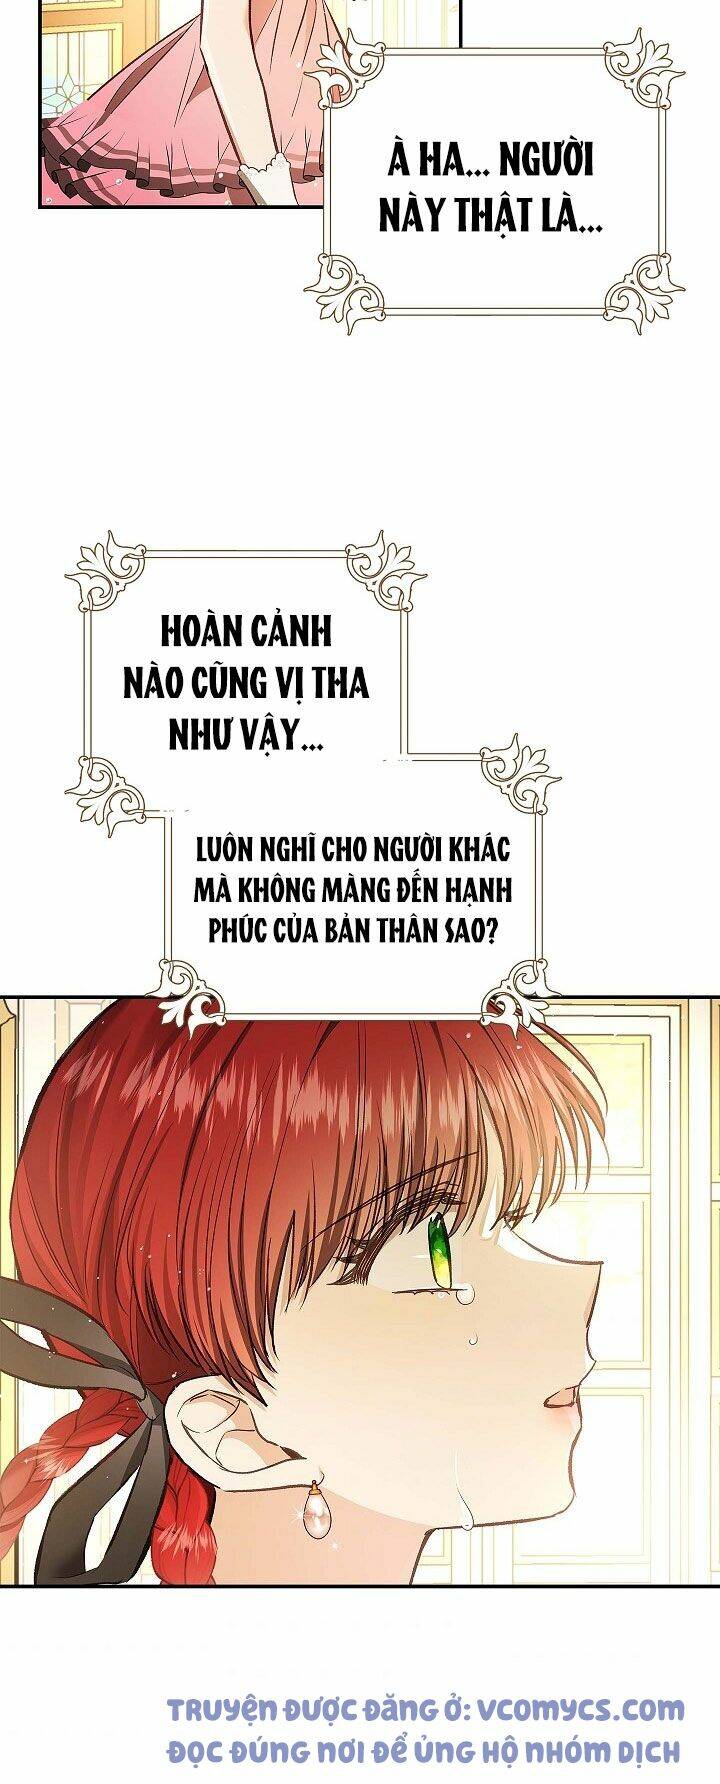 À HA... NGƯỜI
NÀY THẬT LÀ...
HOÀN CẢNH
NÀO CŨNG VỊ THA
NHƯ VẬY...
LUÔN NGHĨ CHO NGƯỜI KHÁC
MÀ KHÔNG MÀNG ĐẾN HẠNH
PHÚC CỦA BẢN THÂN SAO?
TRUYỆN ĐƯỢC ĐĂNG Ở: VCOMYCS.COM
ĐỌC ĐÚNG NƠI ĐỂ ỦNG HỘ NHÓM DỊCH